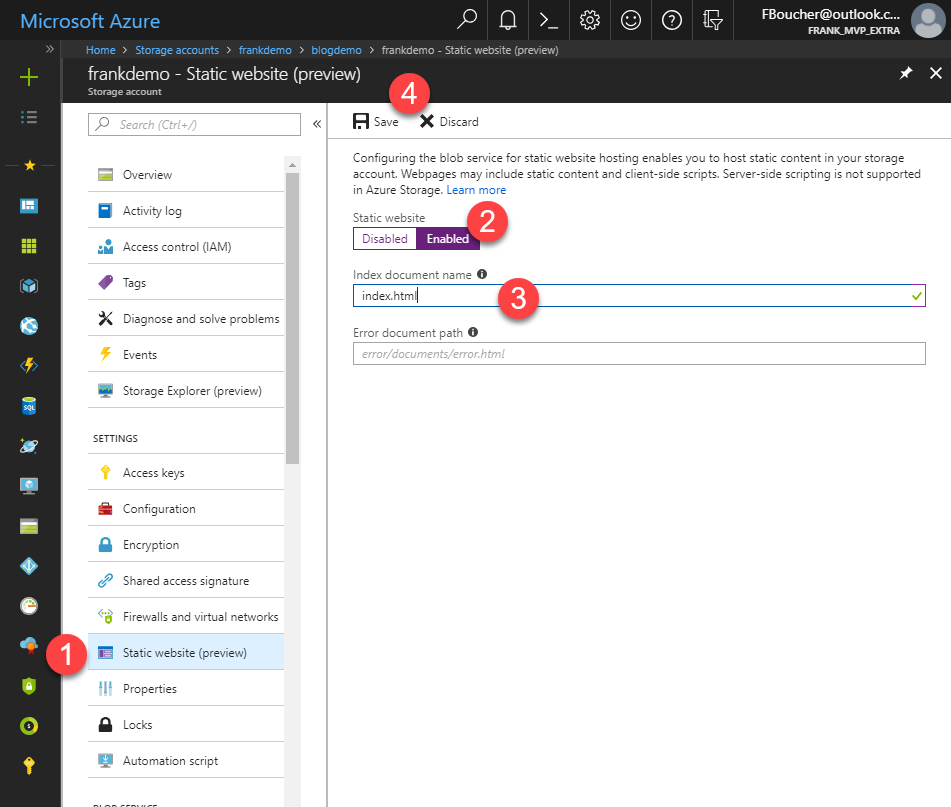 Microsoft Azure
FBoucher@outlook.c...
FRANK_MVP_EXTRA
Home > Storage accounts > frankdemo > blogdemo > frankdemo - Static website (preview)
frankdemo - Static website (preview)
Storage account
4
Search (Ctrl+/)
Save
Discard
Overview
Activity log
Access control (IAM)
Tags
Diagnose and solve problems
Events
Storage Explorer (preview)
SETTINGS
Access keys
Configuration
Encryption
Shared access signature
Firewalls and virtual networks
1
Static website (preview)
Properties
Locks
Automation script
BLOB SERVICE
Configuring the blob service for static website hosting enables you to host static content in your storage
account. Webpages may include static content and client-side scripts. Server-side scripting is not supported
in Azure Storage. Learn more
Static website
Disabled
Enabled
2
Index document name
index.html
3
Error document path
error/documents/error.html
SQL